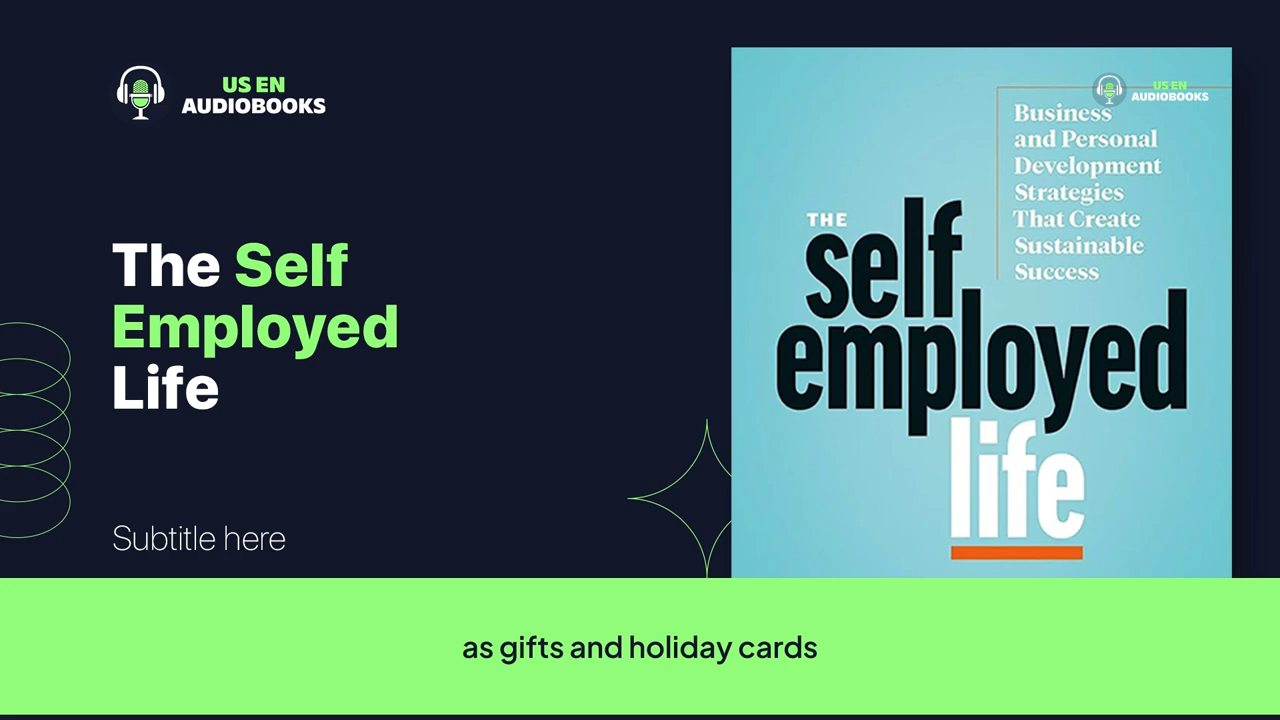 US EN
AUDIOBOOKS
The Self
Employed
Life
Subtitle here
US EN
AUDIOBOOKS
Business
and Personal
Development
Strategies
That Create
Sustainable
Success
THE
self
employed
life
as gifts and holiday cards